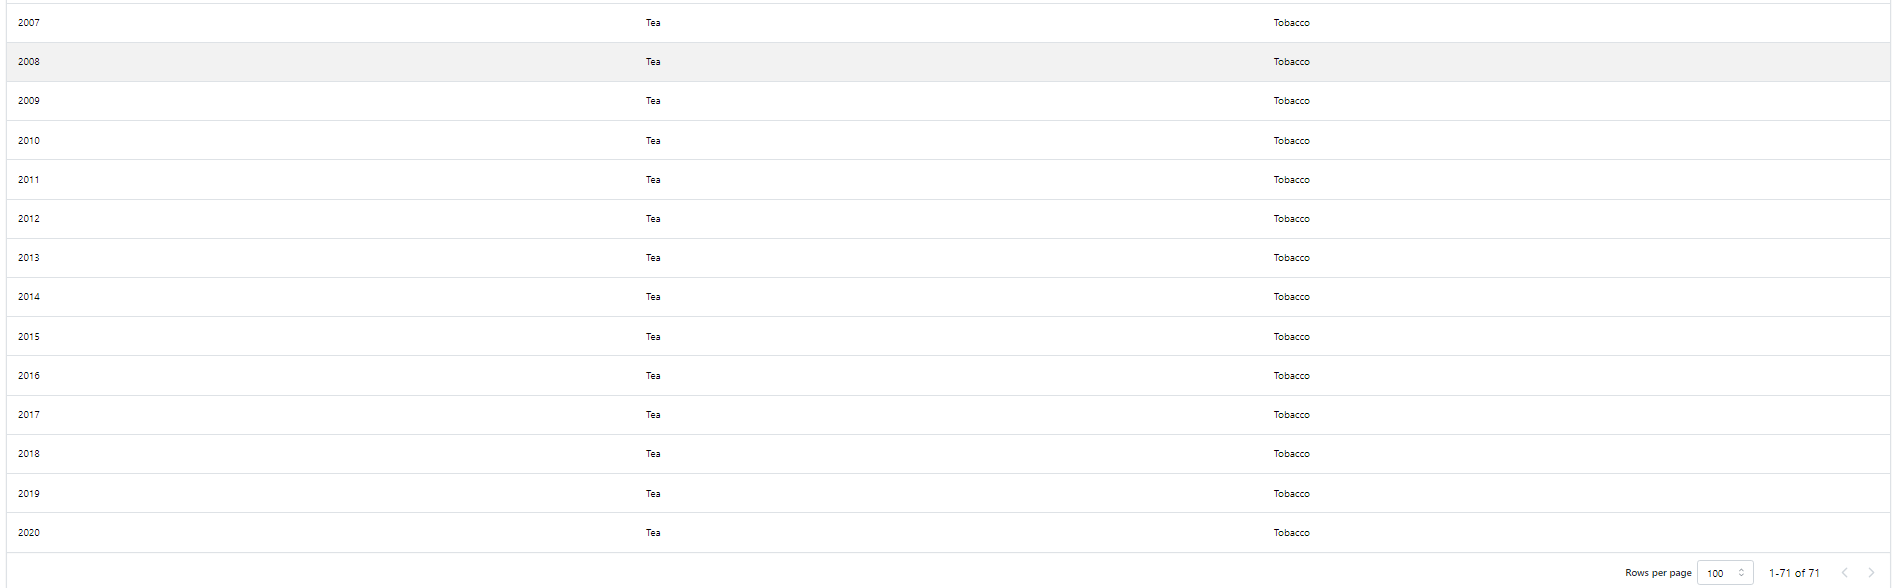 2007 Tea Tobacco
2008 Tea Tobacco
2009 Tea Tobacco
2010 Tea Tobacco
2011 Tea Tobacco
2012 Tea Tobacco
2013 Tea Tobacco
2014 Tea Tobacco
2015 Tea Tobacco
2016 Tea Tobacco
2017 Tea Tobacco
2018 Tea Tobacco
2019 Tea Tobacco
2020 Tea Tobacco
Rows per page 100 1-71 of 71